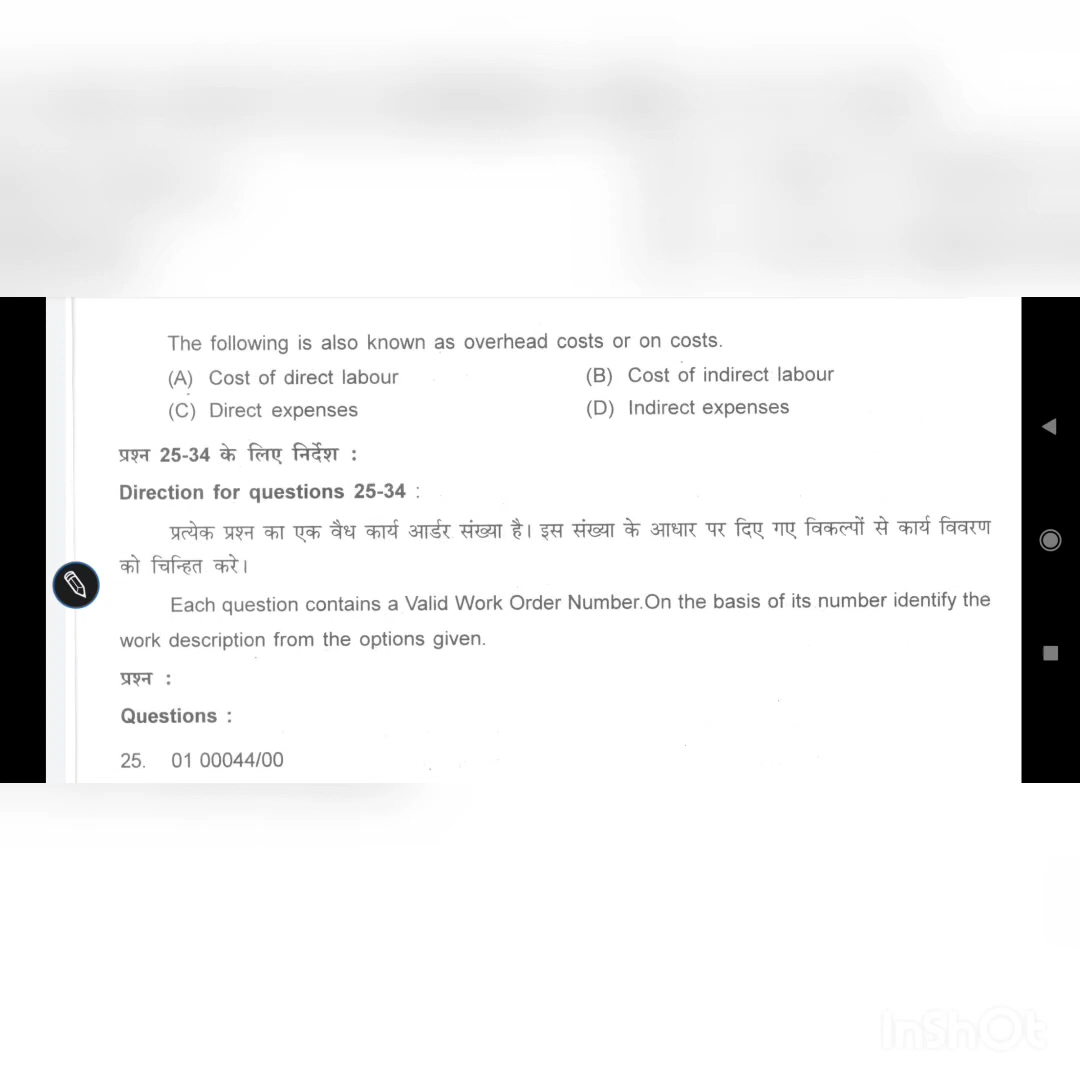 The following is also known as overhead costs or on costs.
(A) Cost of direct labour (B) Cost of indirect labour
(C) Direct expenses (D) Indirect expenses
प्रश्न 25-34 के लिए निर्देश :
Direction for questions 25-34 :
प्रत्येक प्रश्न का एक वैध कार्य आर्डर संख्या है। इस संख्या के आधार पर दिए गए विकल्पों से कार्य विवरण
को चिन्हित करे।
Each question contains a Valid Work Order Number.On the basis of its number identify the
work description from the options given.
प्रश्न :
Questions :
25. 01 00044/00
InShOt